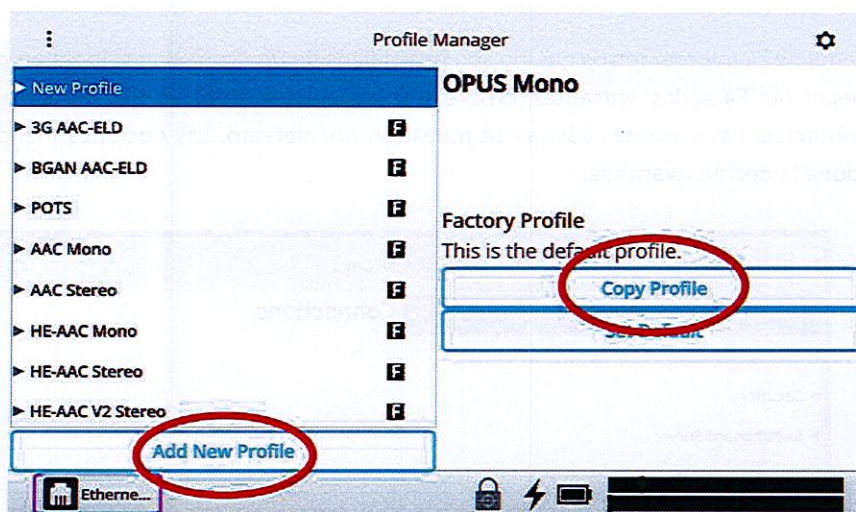 Profile Manager
New Profile
3G AAC-ELD F
BGAN AAC-ELD F
POTS F
AAC Mono F
AAC Stereo F
HE-AAC Mono F
HE-AAC Stereo F
HE-AAC V2 Stereo F
Add New Profile
OPUS Mono
Factory Profile
This is the default profile.
Copy Profile
Set Default
Etherne...